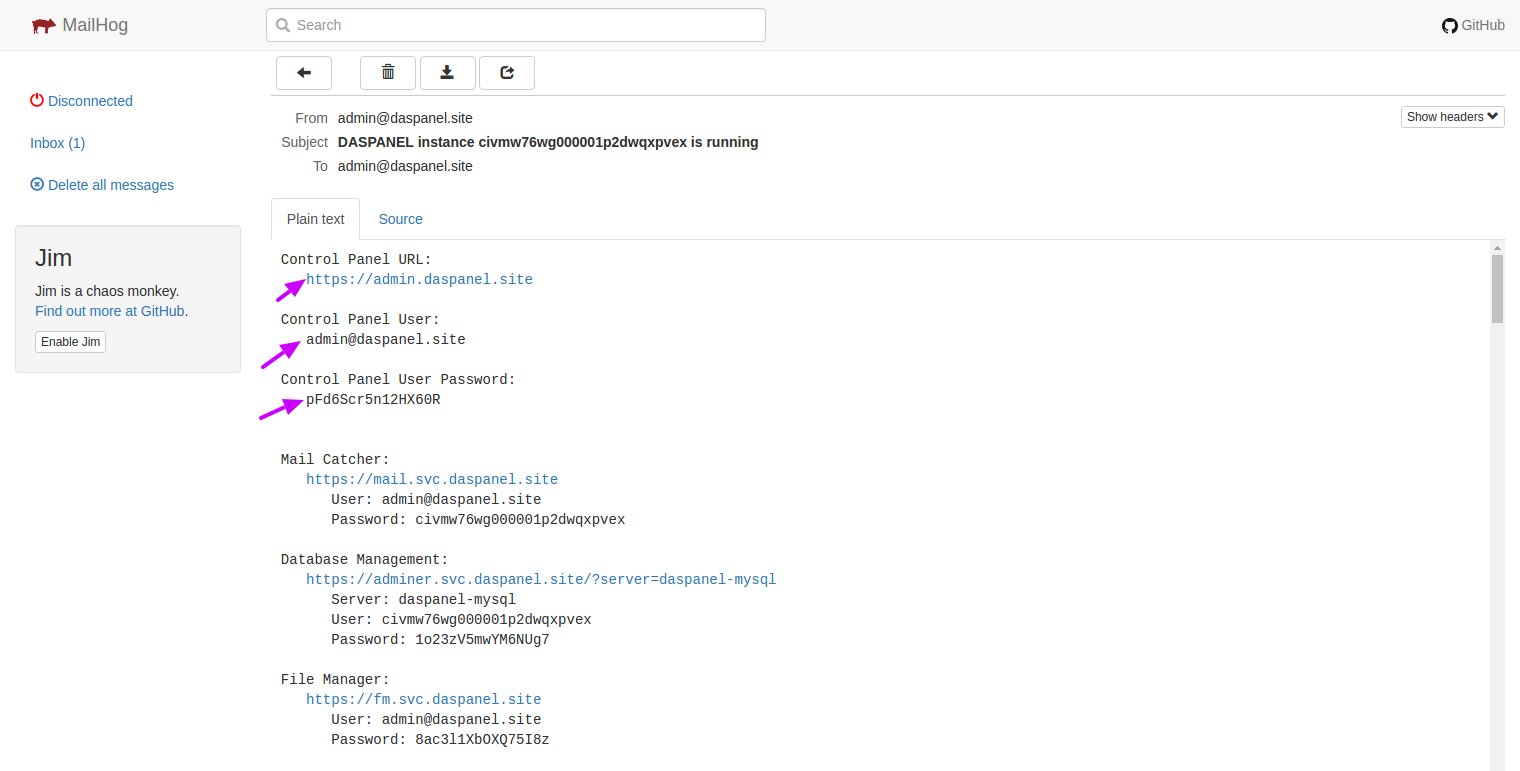 MailHog
Search
GitHub
Disconnected
Inbox (1)
Delete all messages
Jim
Jim is a chaos monkey.
Find out more at GitHub.
Enable Jim
From admin@daspanel.site
Show headers
Subject DASPANEL instance civmw76wg000001p2dwqxpvex is running
To admin@daspanel.site
Plain text
Source
Control Panel URL:
https://admin.daspanel.site
Control Panel User:
admin@daspanel.site
Control Panel User Password:
pFd6Scr5n12HX60R
Mail Catcher:
https://mail.svc.daspanel.site
User: admin@daspanel.site
Password: civmw76wg000001p2dwqxpvex
Database Management:
https://adminer.svc.daspanel.site/?server=daspanel-mysql
Server: daspanel-mysql
User: civmw76wg000001p2dwqxpvex
Password: 1o23zV5mwYM6NUg7
File Manager:
https://fm.svc.daspanel.site
User: admin@daspanel.site
Password: 8ac3l1XbOXQ75I8z